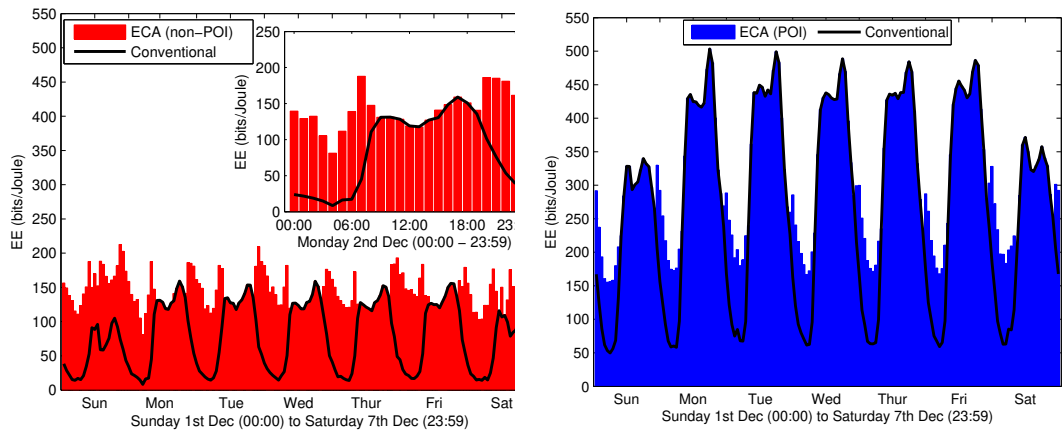 ECA (non−POI)
Conventional
550
500
450
400
350
300
250
200
150
100
50
0
EE (bits/Joule)
Sun Mon Tue Wed Thur Fri Sat
Sunday 1st Dec (00:00) to Saturday 7th Dec (23:59)
250
200
150
100
50
0
EE (bits/Joule)
00:00 06:00 12:00 18:00 23:
Monday 2nd Dec (00:00 − 23:59)
ECA (POI) Conventional
550
500
450
400
350
300
250
200
150
100
50
0
EE (bits/Joule)
Sun Mon Tue Wed Thur Fri Sat
Sunday 1st Dec (00:00) to Saturday 7th Dec (23:59)